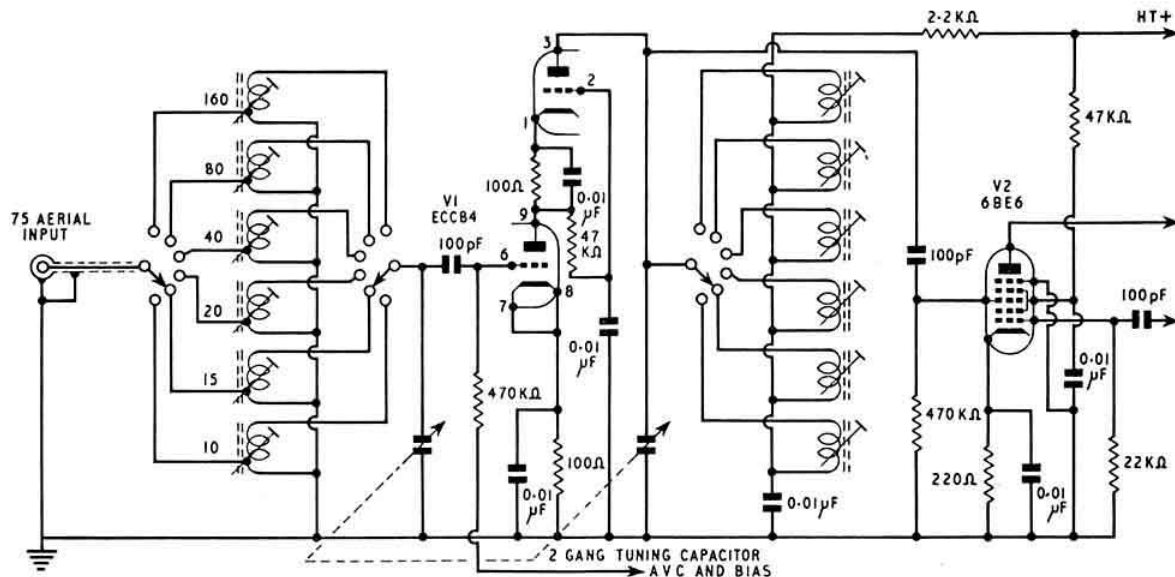 2·2KΩ
HT+
160
80
40
20
15
10
75 AERIAL
INPUT
V1
ECC84
100pF
3
2
1
100Ω
0·01
μF
9
47
KΩ
6
8
7
0·01
μF
470KΩ
0·01
μF
100Ω
0·01μF
100pF
470KΩ
47KΩ
V2
6BE6
100pF
0·01
μF
220Ω
0·01
μF
22KΩ
2 GANG TUNING CAPACITOR
AVC AND BIAS